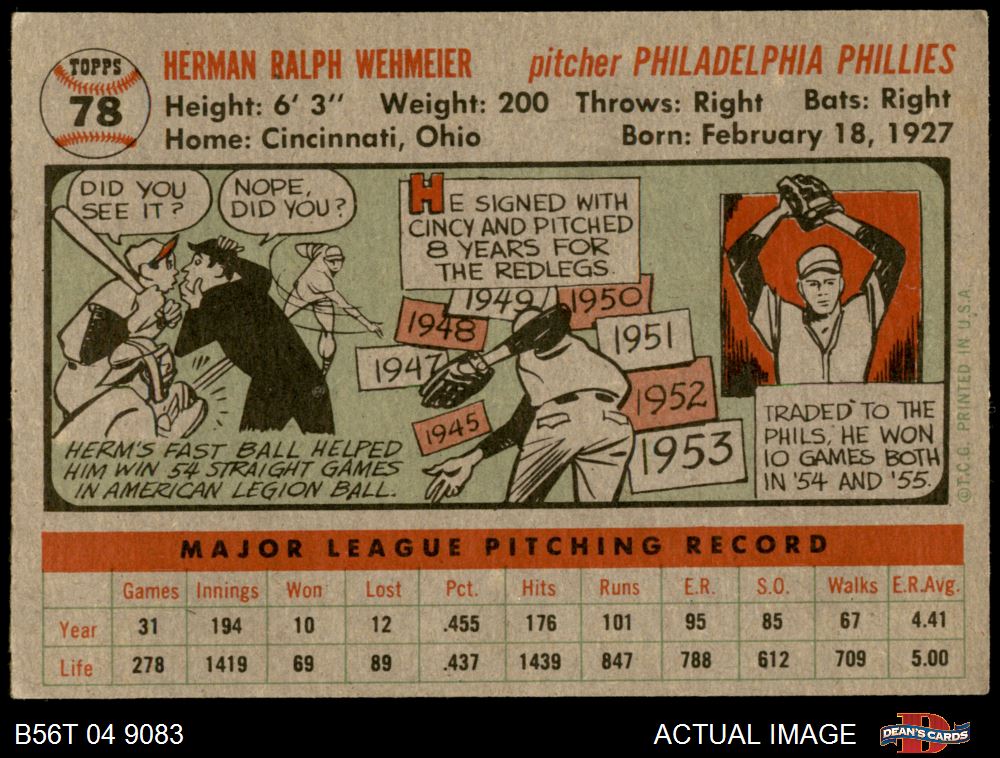 TOPPS
78
HERMAN RALPH WEHMEIER
pitcher PHILADELPHIA PHILLIES
Height: 6' 3" Weight: 200 Throws: Right Bats: Right
Home: Cincinnati, Ohio Born: February 18, 1927
DID YOU
SEE IT?
NOPE,
DID YOU?
HERM'S FAST BALL HELPED
HIM WIN 54 STRAIGHT GAMES
IN AMERICAN LEGION BALL.
HE SIGNED WITH
CINCY AND PITCHED
8 YEARS FOR
THE REDLEGS.
1945
1947
1948
1949
1950
1951
1952
1953
TRADED TO THE
PHILS, HE WON
10 GAMES BOTH
IN '54 AND '55.
©T.C.G. PRINTED IN U.S.A.
MAJOR LEAGUE PITCHING RECORD
Games Innings Won Lost Pct. Hits Runs E.R. S.O. Walks E.R.Avg.
Year 31 194 10 12 .455 176 101 95 85 67 4.41
Life 278 1419 69 89 .437 1439 847 788 612 709 5.00
B56T 04 9083
ACTUAL IMAGE
D
DEAN'S CARDS